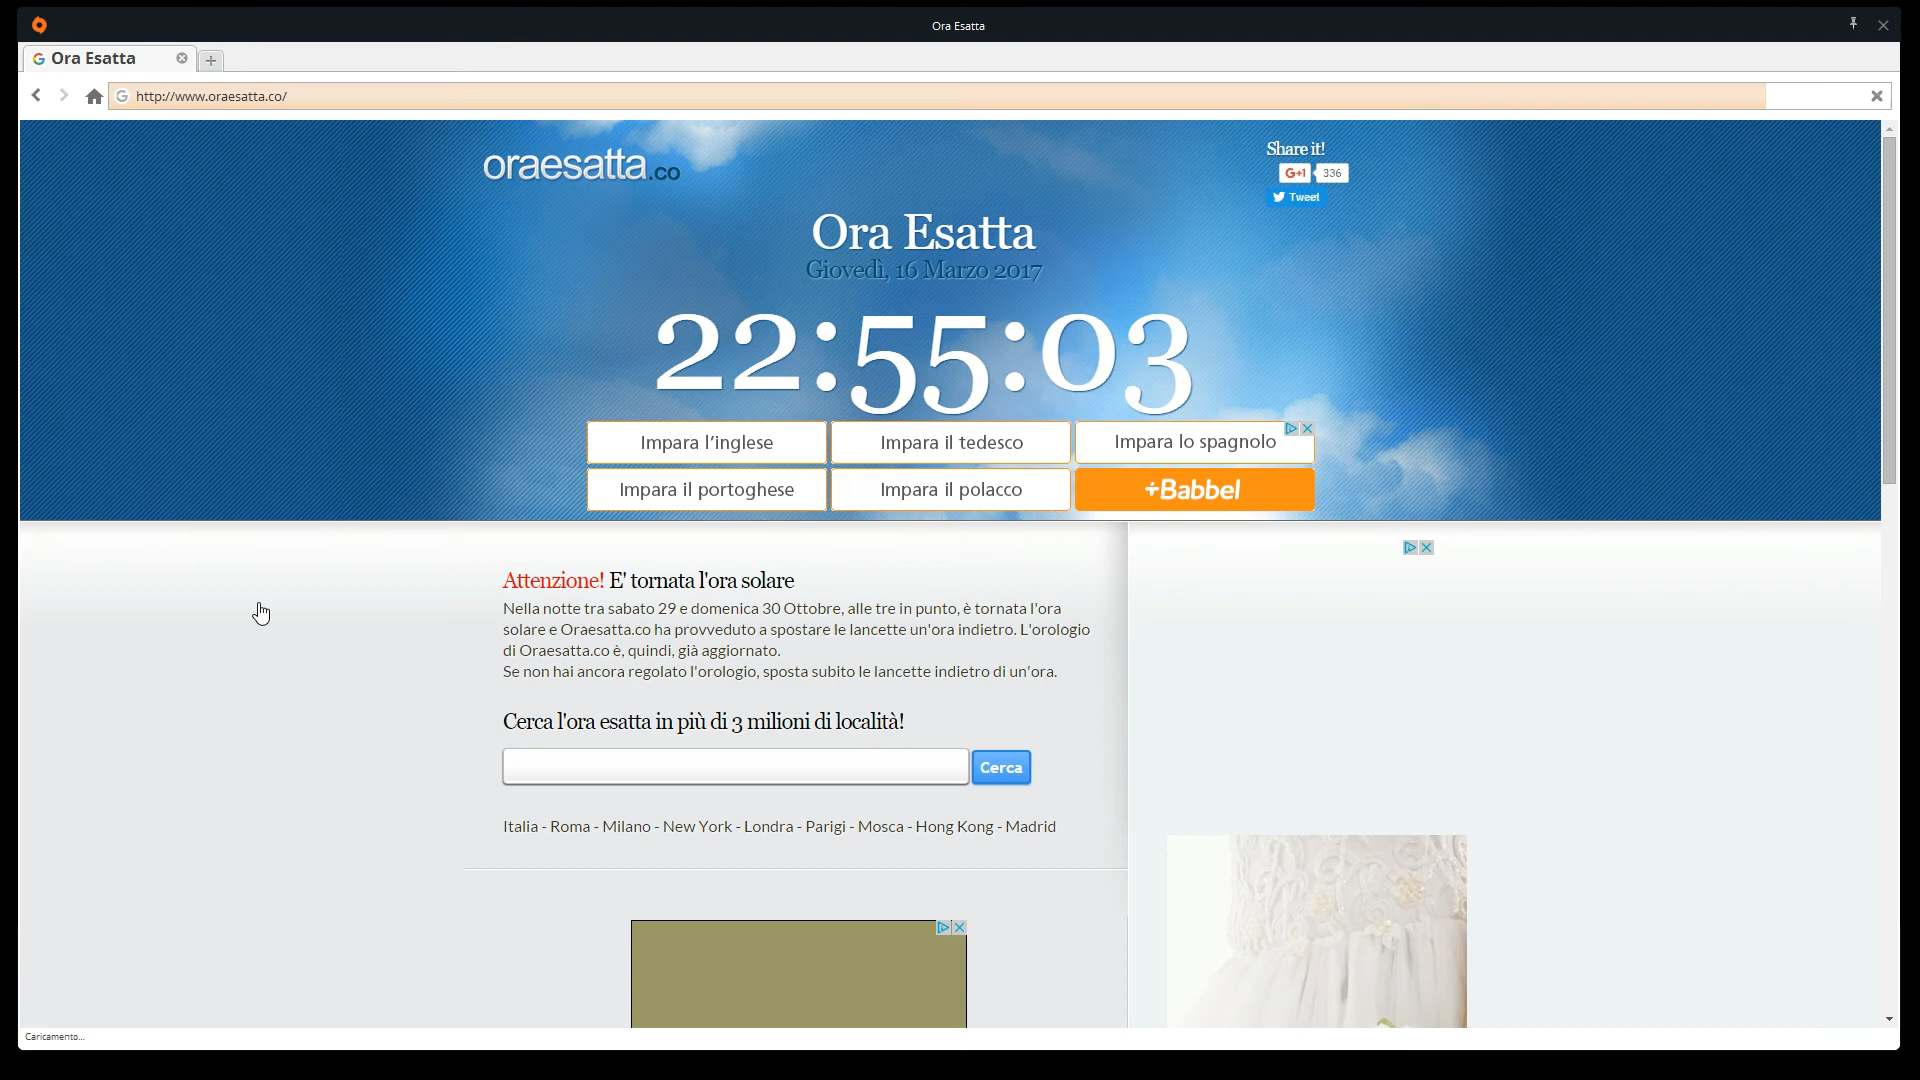 Ora Esatta
Ora Esatta
http://www.oraesatta.co/
oraesatta.co
Share it!
G+1 336
Tweet
Ora Esatta
Giovedì, 16 Marzo 2017
22:55:03
Impara l'inglese
Impara il tedesco
Impara lo spagnolo
Impara il portoghese
Impara il polacco
+Babbel
Attenzione! E' tornata l'ora solare
Nella notte tra sabato 29 e domenica 30 Ottobre, alle tre in punto, è tornata l'ora
solare e Oraesatta.co ha provveduto a spostare le lancette un'ora indietro. L'orologio
di Oraesatta.co è, quindi, già aggiornato.
Se non hai ancora regolato l'orologio, sposta subito le lancette indietro di un'ora.
Cerca l'ora esatta in più di 3 milioni di località!
Cerca
Italia - Roma - Milano - New York - Londra - Parigi - Mosca - Hong Kong - Madrid
Caricamento...